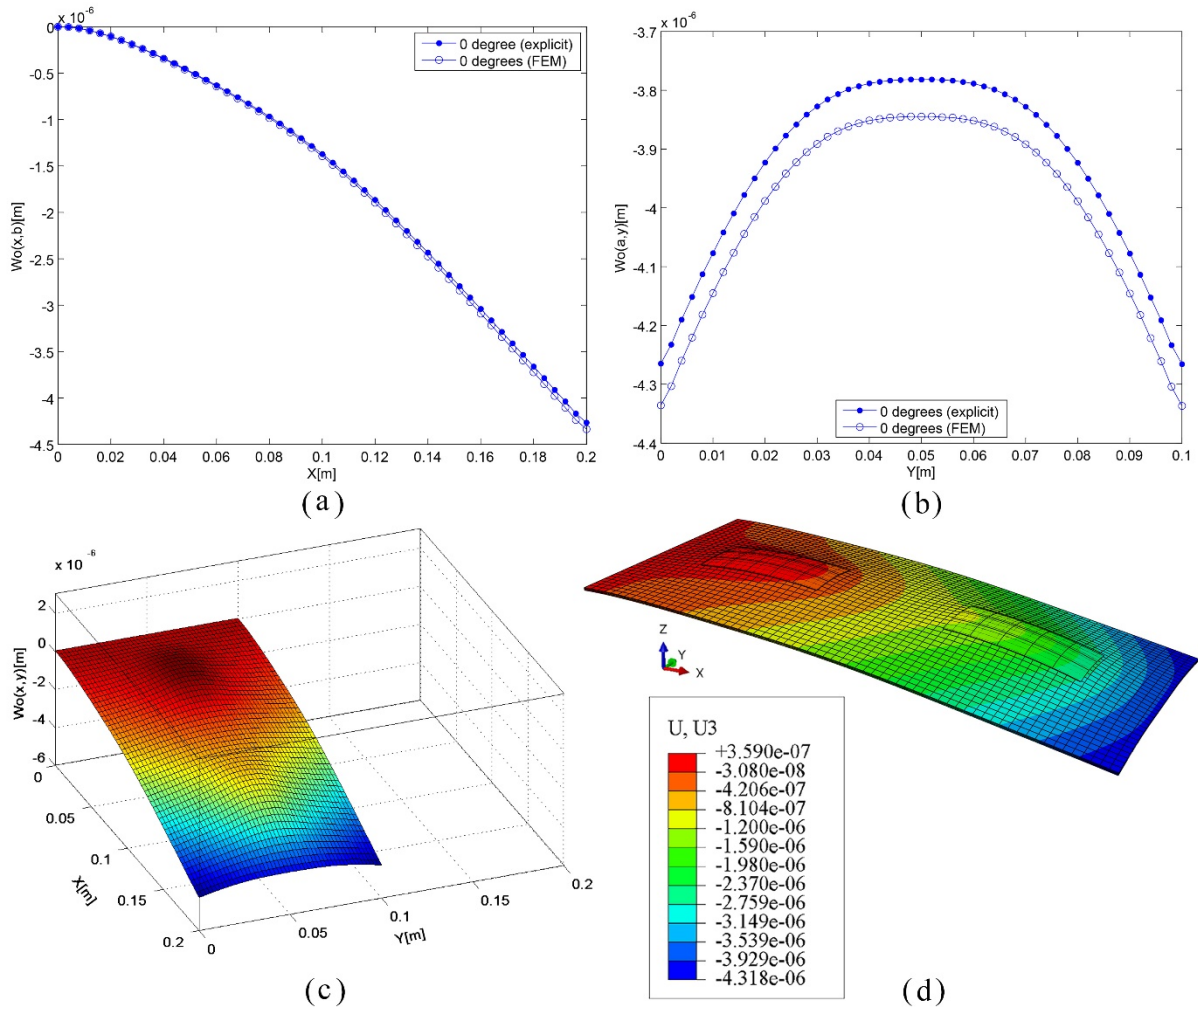 x 10^-6
0
-0.5
-1
-1.5
-2
-2.5
-3
-3.5
-4
-4.5
Wo(x,b)[m]
0 degree (explicit)
0 degrees (FEM)
0 0.02 0.04 0.06 0.08 0.10 0.12 0.14 0.16 0.18 0.2
X[m]
(a)
x 10^-6
-3.7
-3.8
-3.9
-4
-4.1
-4.2
-4.3
-4.4
Wo(a,y)[m]
0 degrees (explicit)
0 degrees (FEM)
0 0.01 0.02 0.03 0.04 0.05 0.06 0.07 0.08 0.09 0.1
Y[m]
(b)
x 10^-6
2
0
-2
-4
-6
Wo(x,y)[m]
0
0.05
0.1
0.15
0.2
X[m]
0
0.05
0.1
0.15
0.2
Y[m]
(c)
Z
Y
X
U, U3
+3.590e-07
-3.080e-08
-4.206e-07
-8.104e-07
-1.200e-06
-1.590e-06
-1.980e-06
-2.370e-06
-2.759e-06
-3.149e-06
-3.539e-06
-3.929e-06
-4.318e-06
(d)